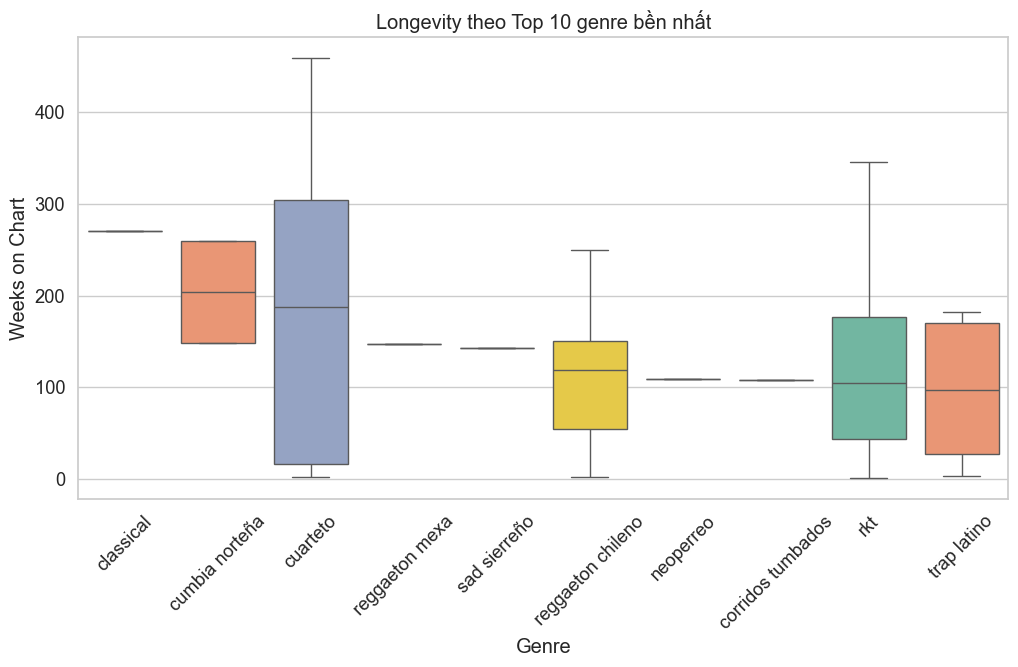 Longevity theo Top 10 genre bền nhất
Weeks on Chart
400
300
200
100
0
classical
cumbia norteña
cuarteto
reggaeton mexa
sad sierreño
reggaeton chileno
neoperreo
corridos tumbados
rkt
trap latino
Genre